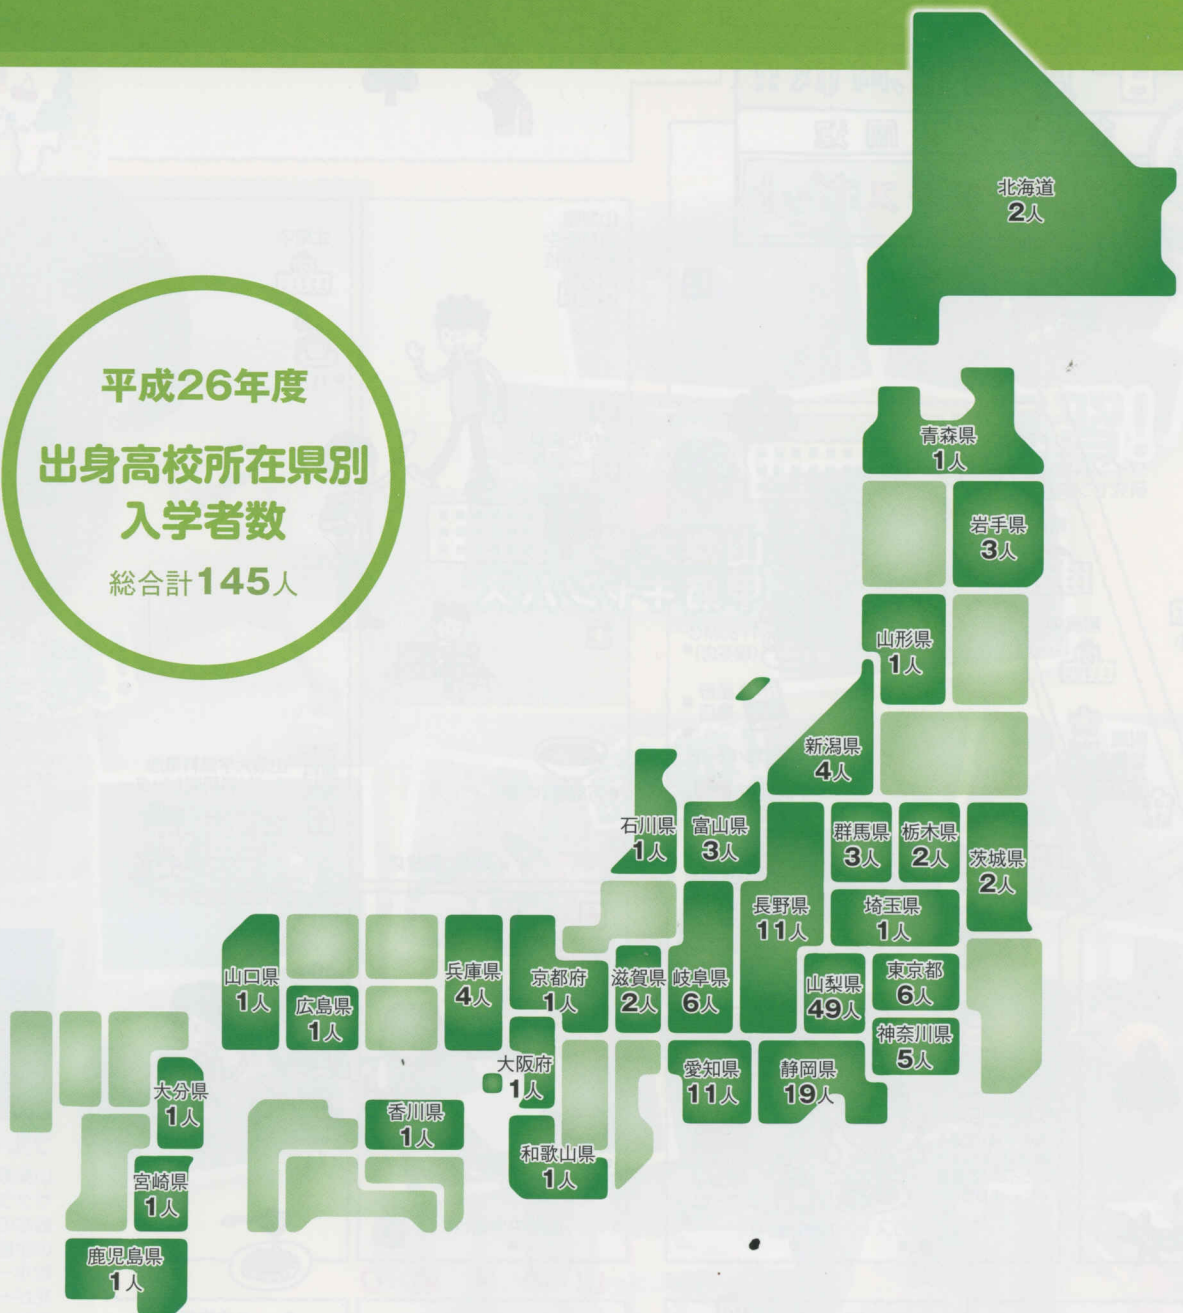 平成26年度
出身高校所在県別
入学者数
総合計145人
北海道
2人
青森県
1人
岩手県
3人
山形県
1人
新潟県
4人
石川県
1人
富山県
3人
群馬県
3人
栃木県
2人
茨城県
2人
長野県
11人
埼玉県
1人
山口県
1人
広島県
1人
兵庫県
4人
京都府
1人
滋賀県
2人
岐阜県
6人
山梨県
49人
東京都
6人
神奈川県
5人
大阪府
1人
愛知県
11人
静岡県
19人
大分県
1人
香川県
1人
和歌山県
1人
宮崎県
1人
鹿児島県
1人